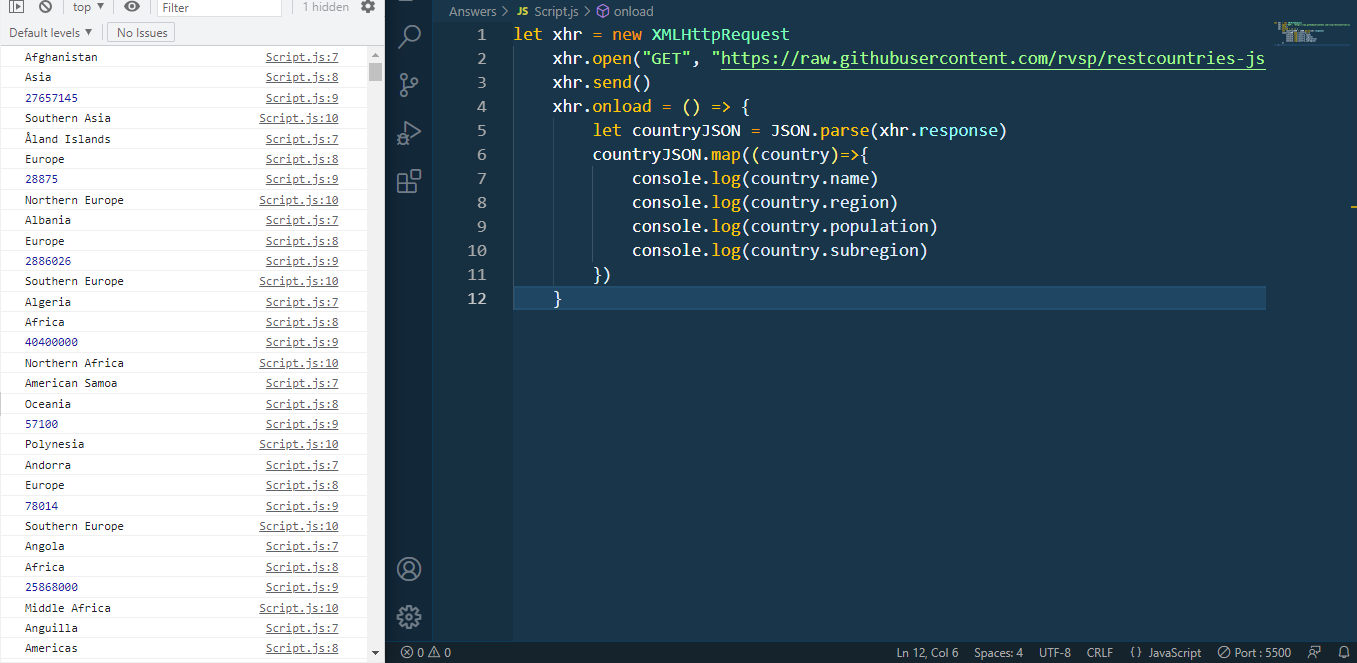 top ▼
Filter
1 hidden
Default levels ▼
No Issues
Afghanistan Script.js:7
Asia Script.js:8
27657145 Script.js:9
Southern Asia Script.js:10
Åland Islands Script.js:7
Europe Script.js:8
28875 Script.js:9
Northern Europe Script.js:10
Albania Script.js:7
Europe Script.js:8
2886026 Script.js:9
Southern Europe Script.js:10
Algeria Script.js:7
Africa Script.js:8
40400000 Script.js:9
Northern Africa Script.js:10
American Samoa Script.js:7
Oceania Script.js:8
57100 Script.js:9
Polynesia Script.js:10
Andorra Script.js:7
Europe Script.js:8
78014 Script.js:9
Southern Europe Script.js:10
Angola Script.js:7
Africa Script.js:8
25868000 Script.js:9
Middle Africa Script.js:10
Anguilla Script.js:7
Americas Script.js:8
Answers > JS Script.js > onload
1 let xhr = new XMLHttpRequest
2 xhr.open("GET", "https://raw.githubusercontent.com/rvsp/restcountries-js
3 xhr.send()
4 xhr.onload = () => {
5 let countryJSON = JSON.parse(xhr.response)
6 countryJSON.map((country)=>{
7 console.log(country.name)
8 console.log(country.region)
9 console.log(country.population)
10 console.log(country.subregion)
11 })
12 }
0 0 Ln 12, Col 6 Spaces: 4 UTF-8 CRLF {} JavaScript Port : 5500